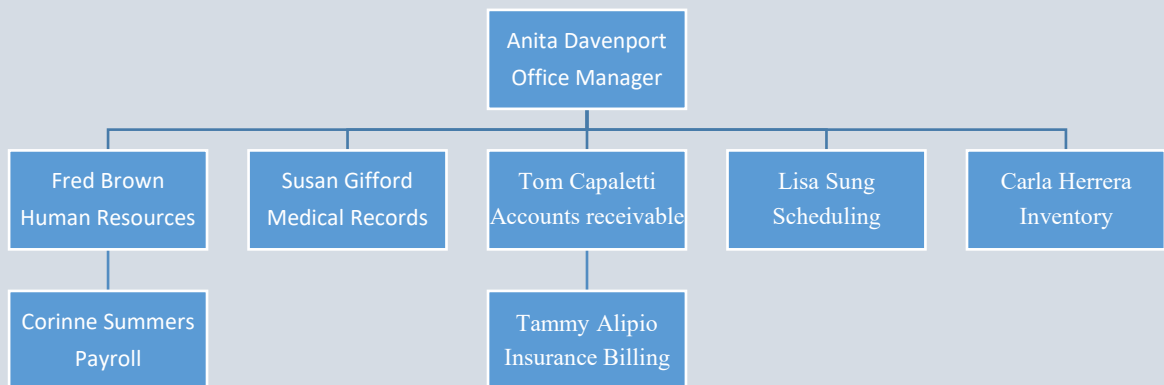 Anita Davenport
Office Manager
Fred Brown
Human Resources
Susan Gifford
Medical Records
Tom Capaletti
Accounts receivable
Lisa Sung
Scheduling
Carla Herrera
Inventory
Corinne Summers
Payroll
Tammy Alipio
Insurance Billing